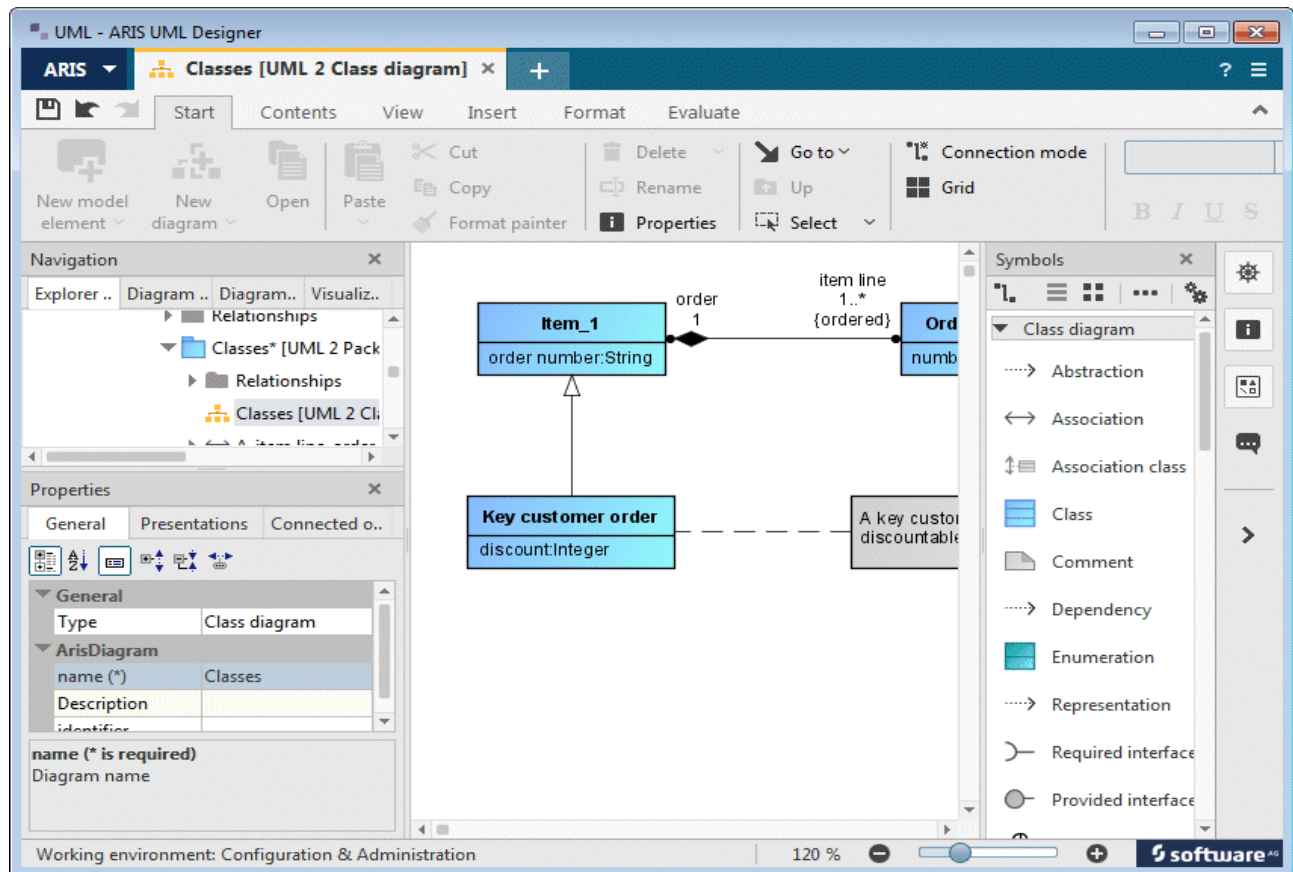 UML - ARIS UML Designer
ARIS
Classes [UML 2 Class diagram]
Start Contents View Insert Format Evaluate
New model element
New diagram
Open
Paste
Cut
Copy
Format painter
Delete
Rename
Properties
Go to
Up
Select
Connection mode
Grid
B I U S
Navigation
Explorer .. Diagram .. Diagram.. Visualiz..
Relationships
Classes* [UML 2 Pack
Relationships
Classes [UML 2 Cl
Properties
General Presentations Connected o..
General
Type Class diagram
ArisDiagram
name (*) Classes
Description
identifier
name (* is required)
Diagram name
Item_1
order number:String
order
1
item line
1..*
{ordered}
Ord
numb
Key customer order
discount:Integer
A key custo
discountable
Symbols
Class diagram
Abstraction
Association
Association class
Class
Comment
Dependency
Enumeration
Representation
Required interface
Provided interface
Working environment: Configuration & Administration
120 %
software AG